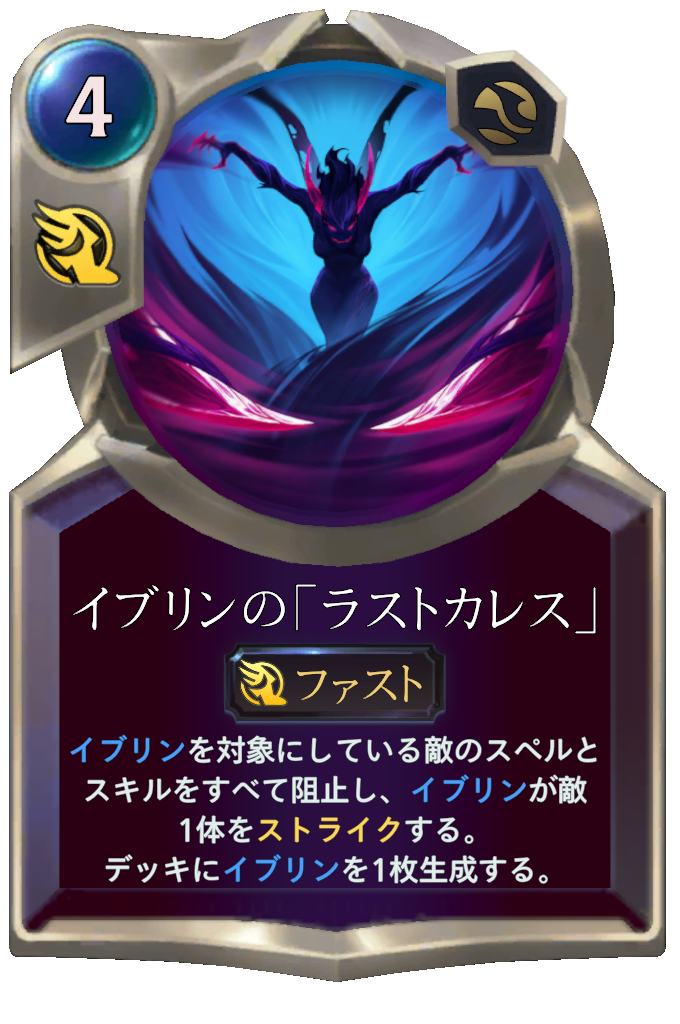 4
イブリンの「ラストカレス」
ファスト
イブリンを対象にしている敵のスペルと
スキルをすべて阻止し、イブリンが敵
1体をストライクする。
デッキにイブリンを1枚生成する。